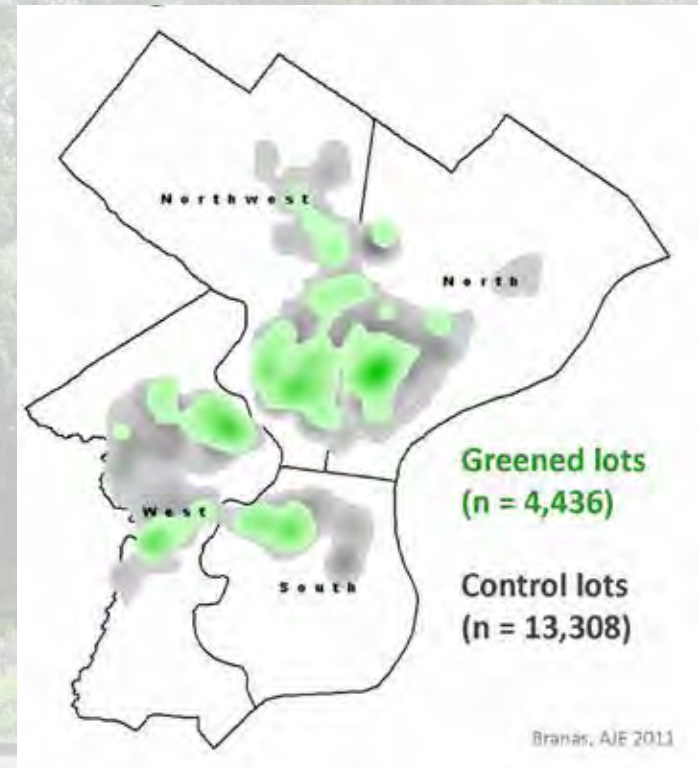 Northwest
North
Greened lots
(n = 4,436)
West
South
Control lots
(n = 13,308)
Branas, AJE 2011